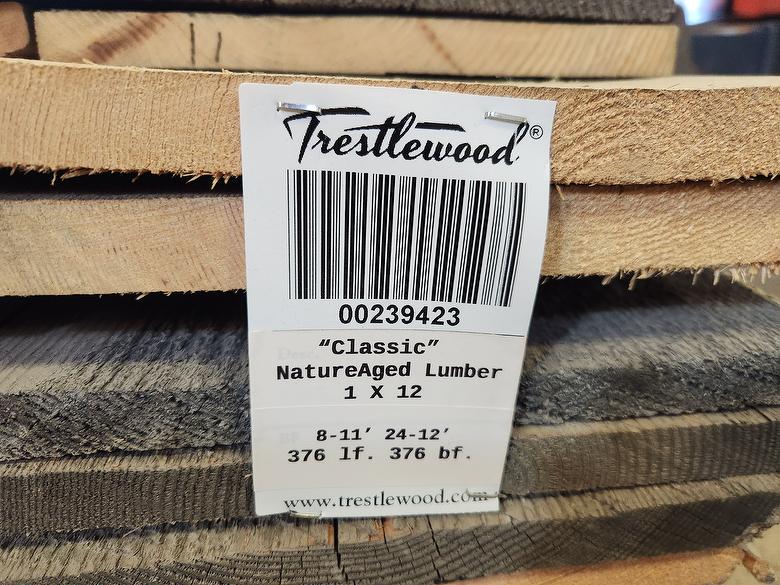 Trestlewood®
00239423
“Classic”
NatureAged Lumber
1 X 12
8-11’ 24-12’
376 lf. 376 bf.
www.trestlewood.com